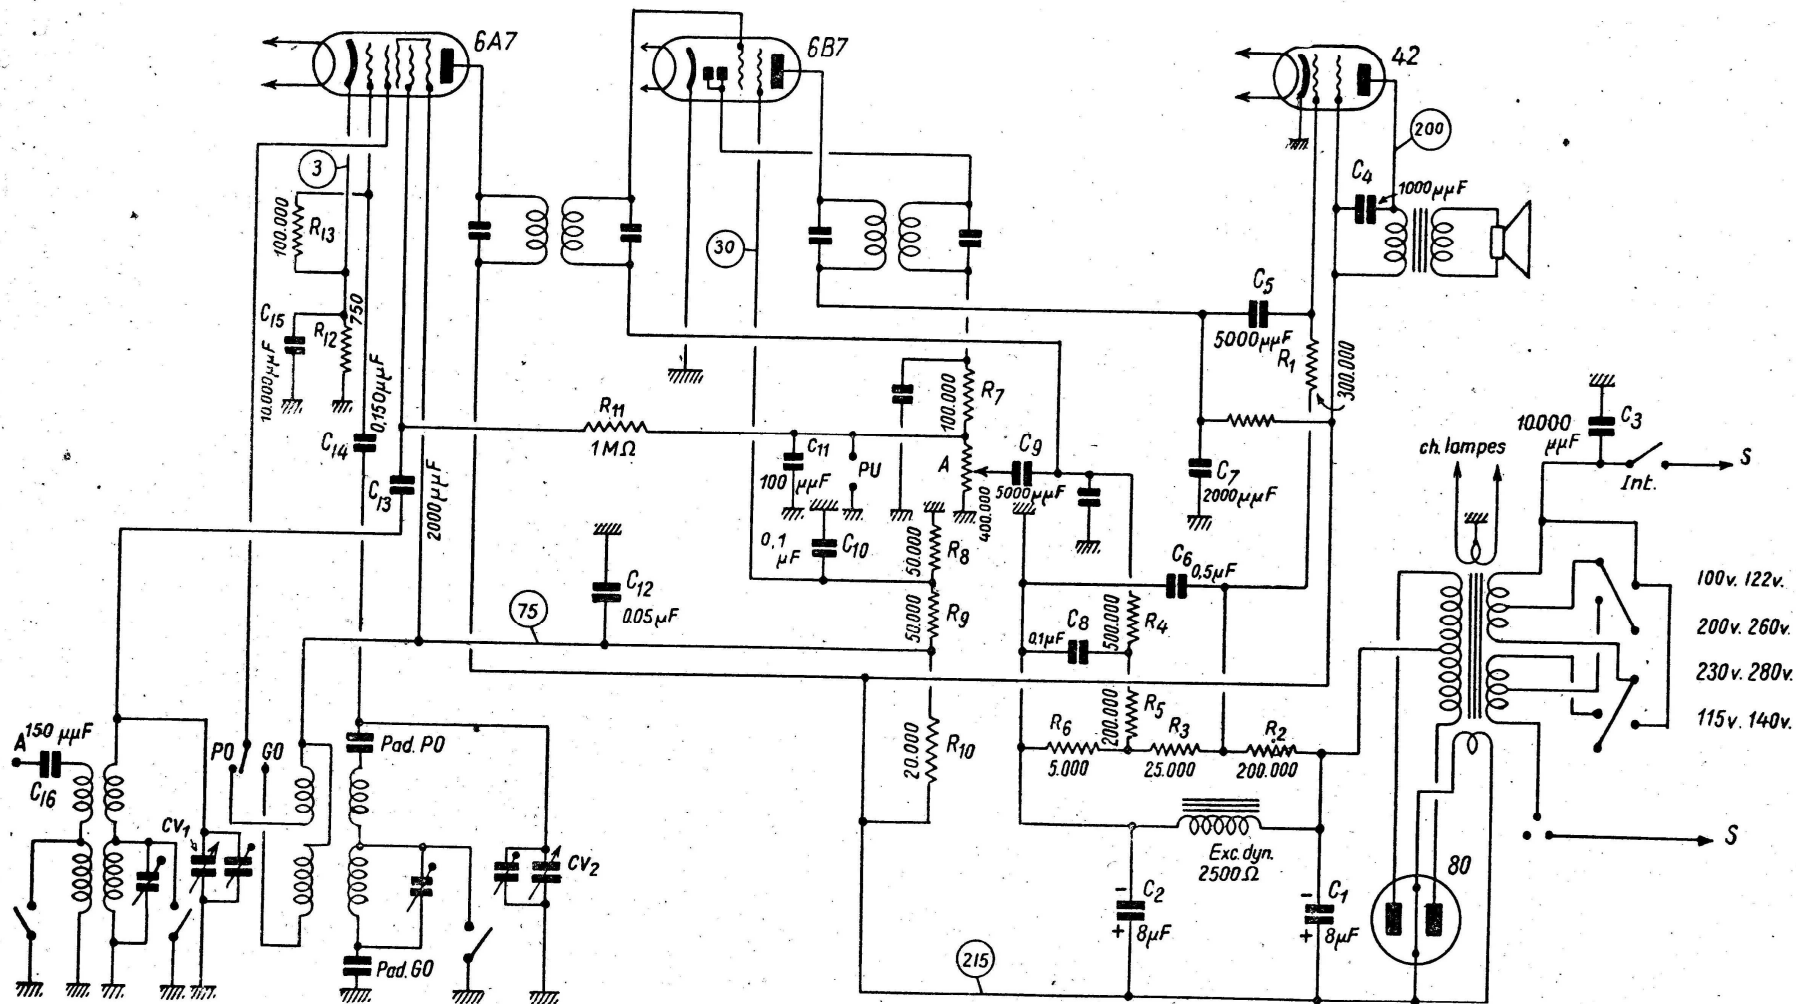 6A7
6B7
42
200
3
C4
1000µµF
100.000
R13
30
C15
10.000µµF
R12
750
C5
5000µµF
R1
300.000
0,150µµF
C14
R11
1MΩ
R7
100.000
C11
100 µµF
PU
A
400.000
C9
5000µµF
C7
2000µµF
10.000
µµF
C3
ch. lampes
Int.
S
C13
2000µµF
0,1
µF
C10
50.000
R8
C6
0,5µF
C12
0.05µF
75
50.000
R9
0,1µF
C8
500.000
R4
100v. 122v.
200v. 260v.
230v. 280v.
115v. 140v.
A
150 µµF
C16
PO
GO
Pad. PO
20.000
R10
R6
5.000
200.000
R5
R3
25.000
R2
200.000
CV1
CV2
Exc. dyn.
2500Ω
80
S
C2
- +
8µF
C1
- +
8µF
Pad. GO
215